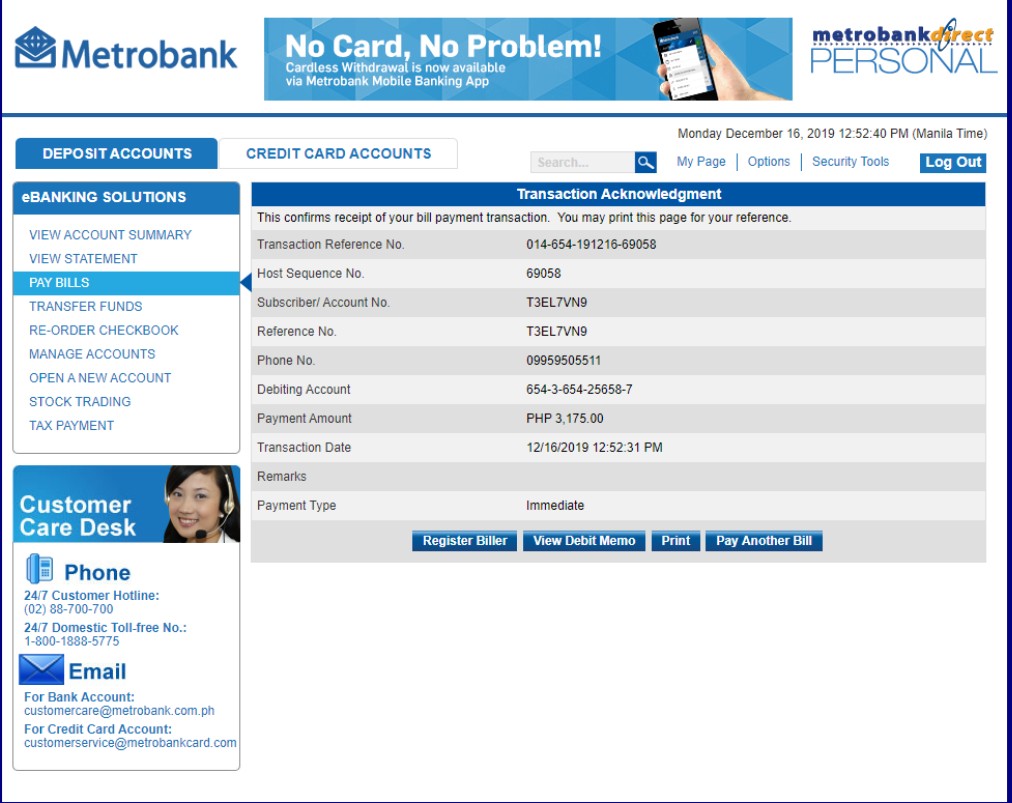 Metrobank
No Card, No Problem!
Cardless Withdrawal is now available
via Metrobank Mobile Banking App
metrobankdirect
PERSONAL
Monday December 16, 2019 12:52:40 PM (Manila Time)
DEPOSIT ACCOUNTS
CREDIT CARD ACCOUNTS
Search...
My Page
Options
Security Tools
Log Out
eBANKING SOLUTIONS
VIEW ACCOUNT SUMMARY
VIEW STATEMENT
PAY BILLS
TRANSFER FUNDS
RE-ORDER CHECKBOOK
MANAGE ACCOUNTS
OPEN A NEW ACCOUNT
STOCK TRADING
TAX PAYMENT
Transaction Acknowledgment
This confirms receipt of your bill payment transaction. You may print this page for your reference.
Transaction Reference No. 014-654-191216-69058
Host Sequence No. 69058
Subscriber/ Account No. T3EL7VN9
Reference No. T3EL7VN9
Phone No. 09959505511
Debiting Account 654-3-654-25658-7
Payment Amount PHP 3,175.00
Transaction Date 12/16/2019 12:52:31 PM
Remarks
Payment Type Immediate
Register Biller
View Debit Memo
Print
Pay Another Bill
Customer
Care Desk
Phone
24/7 Customer Hotline:
(02) 88-700-700
24/7 Domestic Toll-free No.:
1-800-1888-5775
Email
For Bank Account:
customercare@metrobank.com.ph
For Credit Card Account:
customerservice@metrobankcard.com